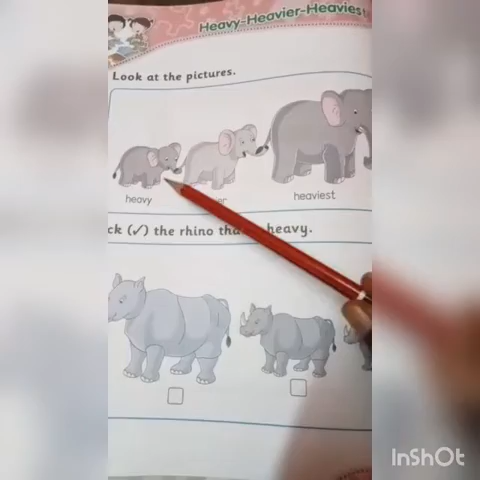 Heavy-Heavier-Heavies
Look at the pictures.
heavy
heaviest
ck (✓) the rhino tha heavy.
InShOt